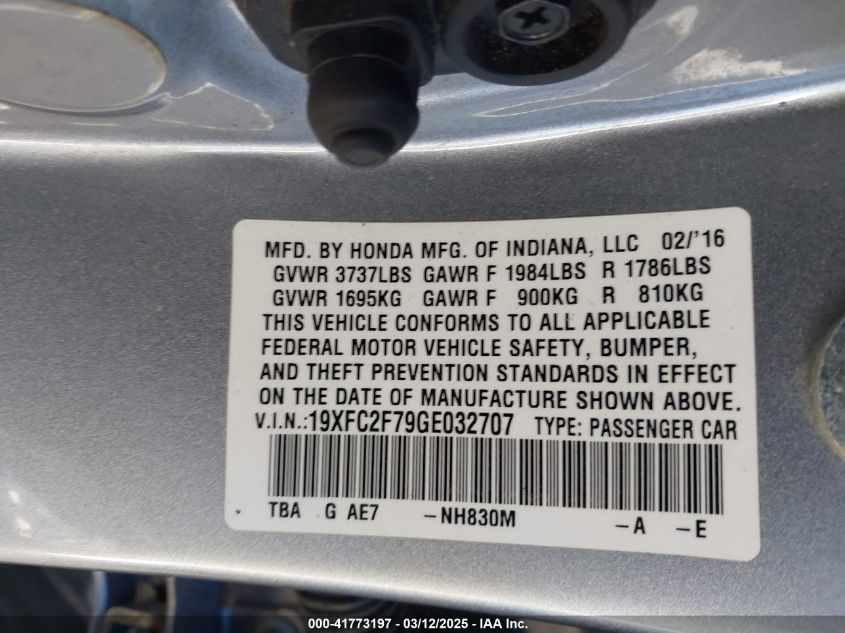 MFD. BY HONDA MFG. OF INDIANA, LLC 02/'16
GVWR 3737LBS GAWR F 1984LBS R 1786LBS
GVWR 1695KG GAWR F 900KG R 810KG
THIS VEHICLE CONFORMS TO ALL APPLICABLE
FEDERAL MOTOR VEHICLE SAFETY, BUMPER,
AND THEFT PREVENTION STANDARDS IN EFFECT
ON THE DATE OF MANUFACTURE SHOWN ABOVE.
V.I.N.:19XFC2F79GE032707 TYPE: PASSENGER CAR
TBA G AE7 -NH830M -A -E
000-41773197 - 03/12/2025 - IAA Inc.